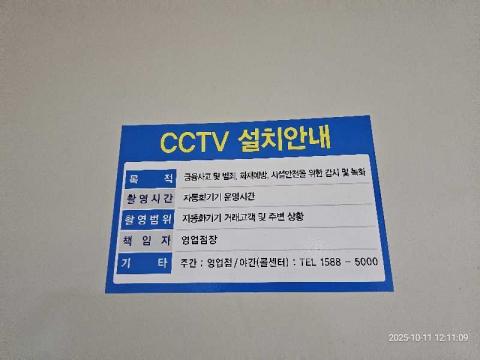 CCTV 설치안내
목 적 금융사고 및 범죄, 화재예방, 시설안전을 위한 감시 및 녹화
촬영시간 자동화기기 운영시간
촬영범위 자동화기기 거래고객 및 주변 상황
책 임 자 영업점장
기 타 주간 : 영업점 / 야간(콜센터) : TEL 1588 - 5000
2025-10-11 12:11:09